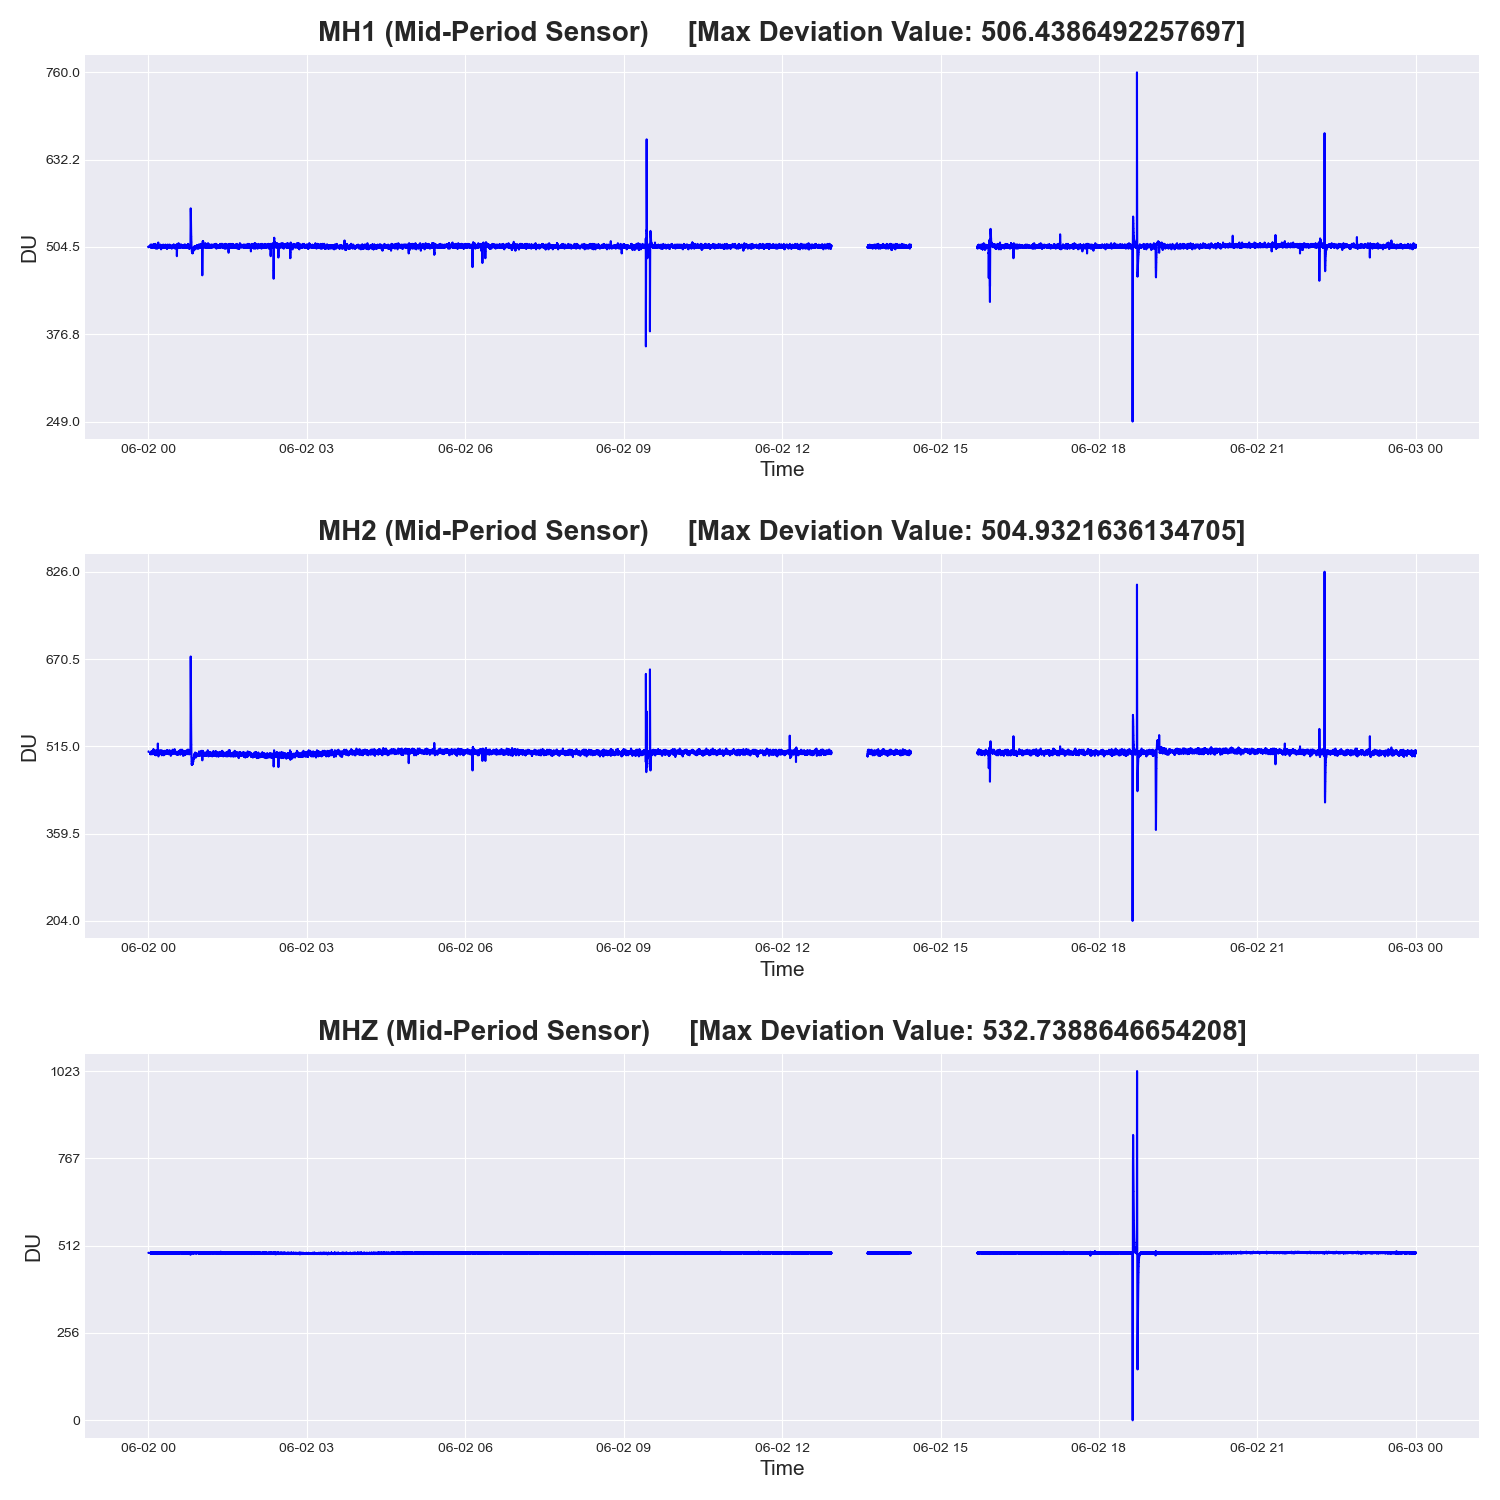 MH1 (Mid-Period Sensor) [Max Deviation Value: 506.4386492257697]
760.0
632.2
504.5
376.8
249.0
DU
06-02 00 06-02 03 06-02 06 06-02 09 06-02 12 06-02 15 06-02 18 06-02 21 06-03 00
Time
MH2 (Mid-Period Sensor) [Max Deviation Value: 504.9321636134705]
826.0
670.5
515.0
359.5
204.0
DU
06-02 00 06-02 03 06-02 06 06-02 09 06-02 12 06-02 15 06-02 18 06-02 21 06-03 00
Time
MHZ (Mid-Period Sensor) [Max Deviation Value: 532.7388646654208]
1023
767
512
256
0
DU
06-02 00 06-02 03 06-02 06 06-02 09 06-02 12 06-02 15 06-02 18 06-02 21 06-03 00
Time